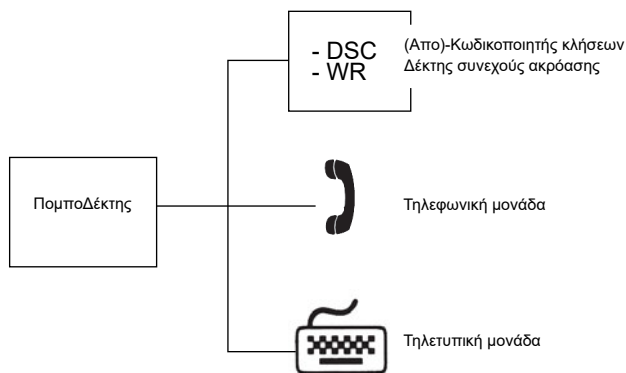 - DSC
- WR
(Απο)-Κωδικοποιητής κλήσεων
Δέκτης συνεχούς ακρόασης
ΠομποΔέκτης
Τηλεφωνική μονάδα
Τηλετυπική μονάδα